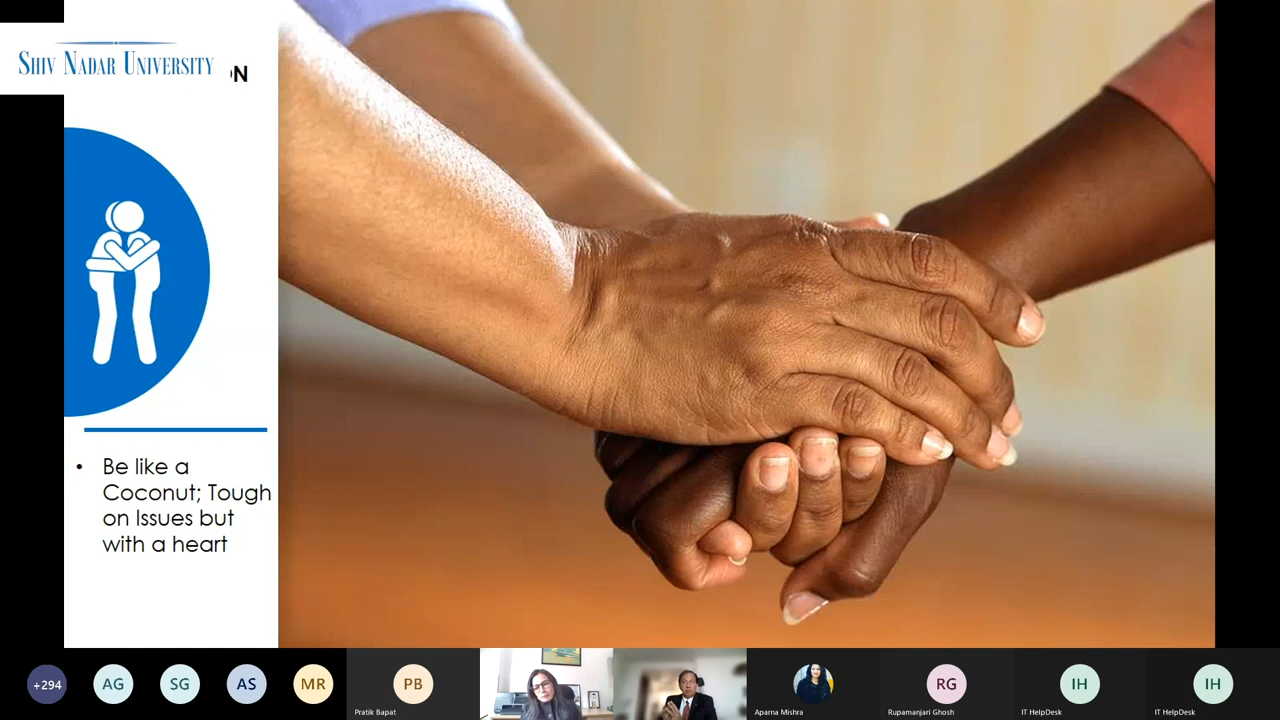 SHIV NADAR UNIVERSITY
N
• Be like a
Coconut; Tough
on Issues but
with a heart
+294
AG
SG
AS
MR
PB
RG
IH
IH
Pratik Bapat
Aparna Mishra
Rupamanjari Ghosh
IT HelpDesk
IT HelpDesk